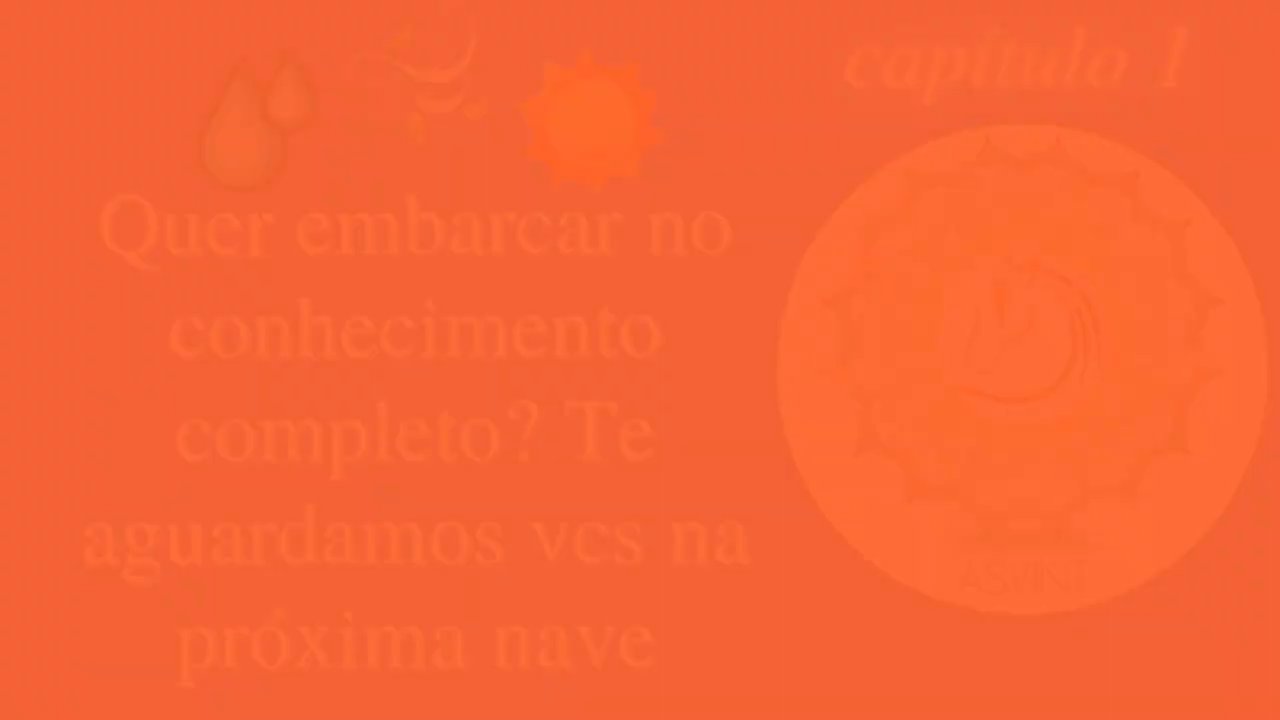 capítulo 1
Quer embarcar no
conhecimento
completo? Te
aguardamos vcs na
próxima nave